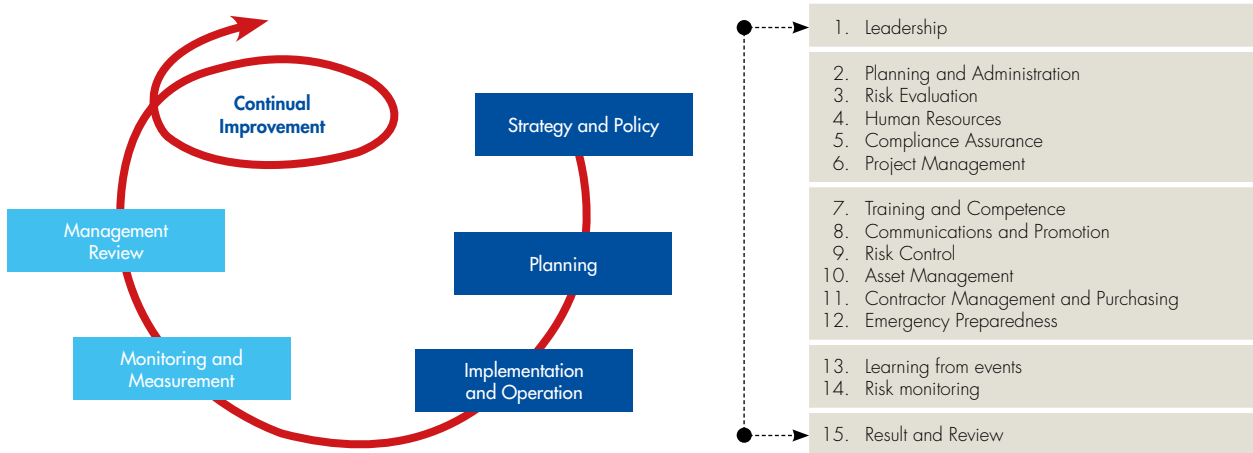 Continual
Improvement
Strategy and Policy
Management
Review
Planning
Monitoring and
Measurement
Implementation
and Operation
1. Leadership
2. Planning and Administration
3. Risk Evaluation
4. Human Resources
5. Compliance Assurance
6. Project Management
7. Training and Competence
8. Communications and Promotion
9. Risk Control
10. Asset Management
11. Contractor Management and Purchasing
12. Emergency Preparedness
13. Learning from events
14. Risk monitoring
15. Result and Review